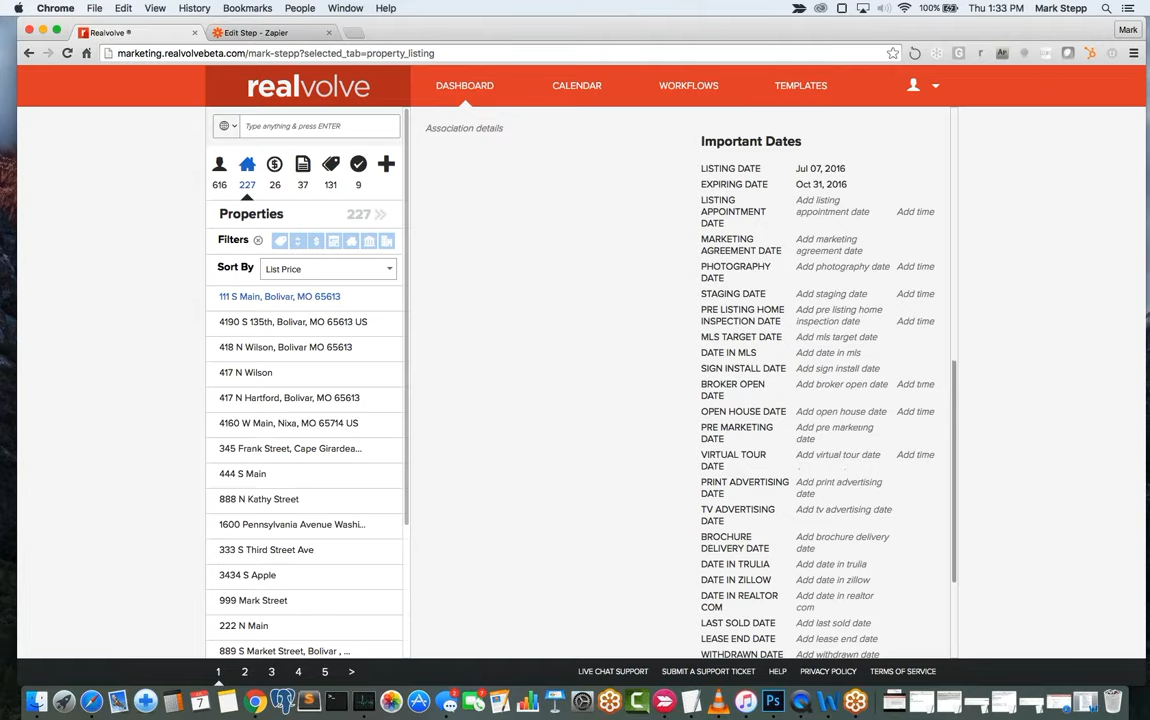 Chrome File Edit View History Bookmarks People Window Help 100% Thu 1:33 PM Mark Stepp
Realvolve ® Edit Step - Zapier Mark
marketing.realvolvebeta.com/mark-stepp?selected_tab=property_listing
realvolve DASHBOARD CALENDAR WORKFLOWS TEMPLATES
Type anything & press ENTER
616 227 26 37 131 9
Properties 227
Filters
Sort By List Price
111 S Main, Bolivar, MO 65613
4190 S 135th, Bolivar, MO 65613 US
418 N Wilson, Bolivar MO 65613
417 N Wilson
417 N Hartford, Bolivar, MO 65613
4160 W Main, Nixa, MO 65714 US
345 Frank Street, Cape Girardea...
444 S Main
888 N Kathy Street
1600 Pennsylvania Avenue Washi...
333 S Third Street Ave
3434 S Apple
999 Mark Street
222 N Main
889 S Market Street, Bolivar , ...
1 2 3 4 5 >
Association details
Important Dates
LISTING DATE Jul 07, 2016
EXPIRING DATE Oct 31, 2016
LISTING APPOINTMENT DATE Add listing appointment date Add time
MARKETING AGREEMENT DATE Add marketing agreement date
PHOTOGRAPHY DATE Add photography date Add time
STAGING DATE Add staging date Add time
PRE LISTING HOME INSPECTION DATE Add pre listing home inspection date Add time
MLS TARGET DATE Add mls target date
DATE IN MLS Add date in mls
SIGN INSTALL DATE Add sign install date
BROKER OPEN DATE Add broker open date Add time
OPEN HOUSE DATE Add open house date Add time
PRE MARKETING DATE Add pre marketing date
VIRTUAL TOUR DATE Add virtual tour date Add time
PRINT ADVERTISING DATE Add print advertising date
TV ADVERTISING DATE Add tv advertising date
BROCHURE DELIVERY DATE Add brochure delivery date
DATE IN TRULIA Add date in trulia
DATE IN ZILLOW Add date in zillow
DATE IN REALTOR COM Add date in realtor com
LAST SOLD DATE Add last sold date
LEASE END DATE Add lease end date
WITHDRAWN DATE Add withdrawn date
LIVE CHAT SUPPORT SUBMIT A SUPPORT TICKET HELP PRIVACY POLICY TERMS OF SERVICE